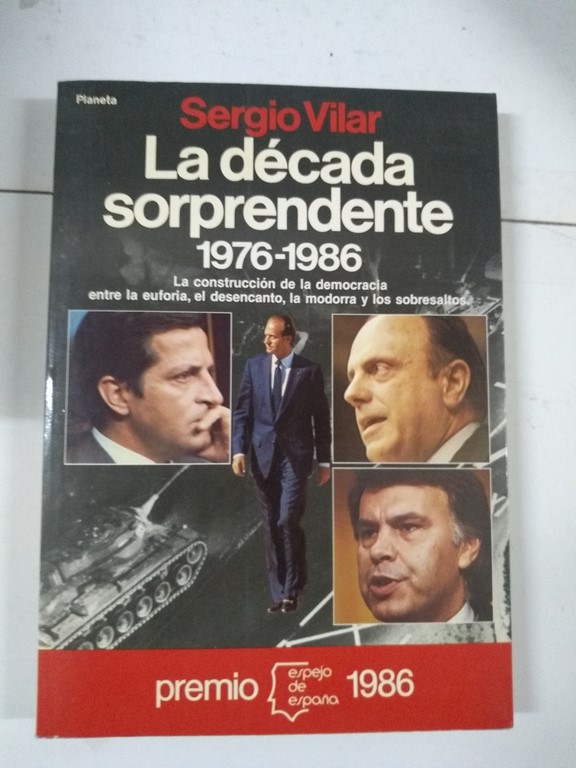 Planeta
Sergio Vilar
La década
sorprendente
1976-1986
La construcción de la democracia
entre la euforia, el desencanto, la modorra y los sobresaltos.
premio espejo de españa 1986